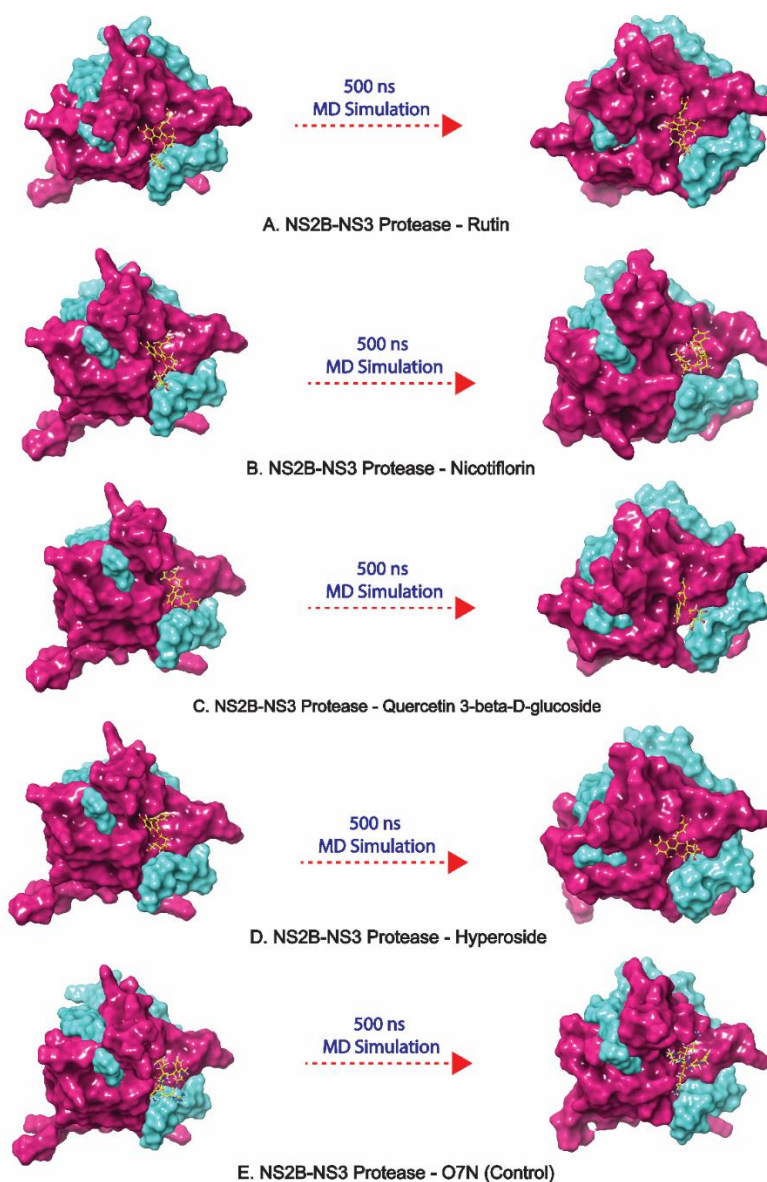 500 ns
MD Simulation
A. NS2B-NS3 Protease - Rutin
500 ns
MD Simulation
B. NS2B-NS3 Protease - Nicotiflorin
500 ns
MD Simulation
C. NS2B-NS3 Protease - Quercetin 3-beta-D-glucoside
500 ns
MD Simulation
D. NS2B-NS3 Protease - Hyperoside
500 ns
MD Simulation
E. NS2B-NS3 Protease - O7N (Control)